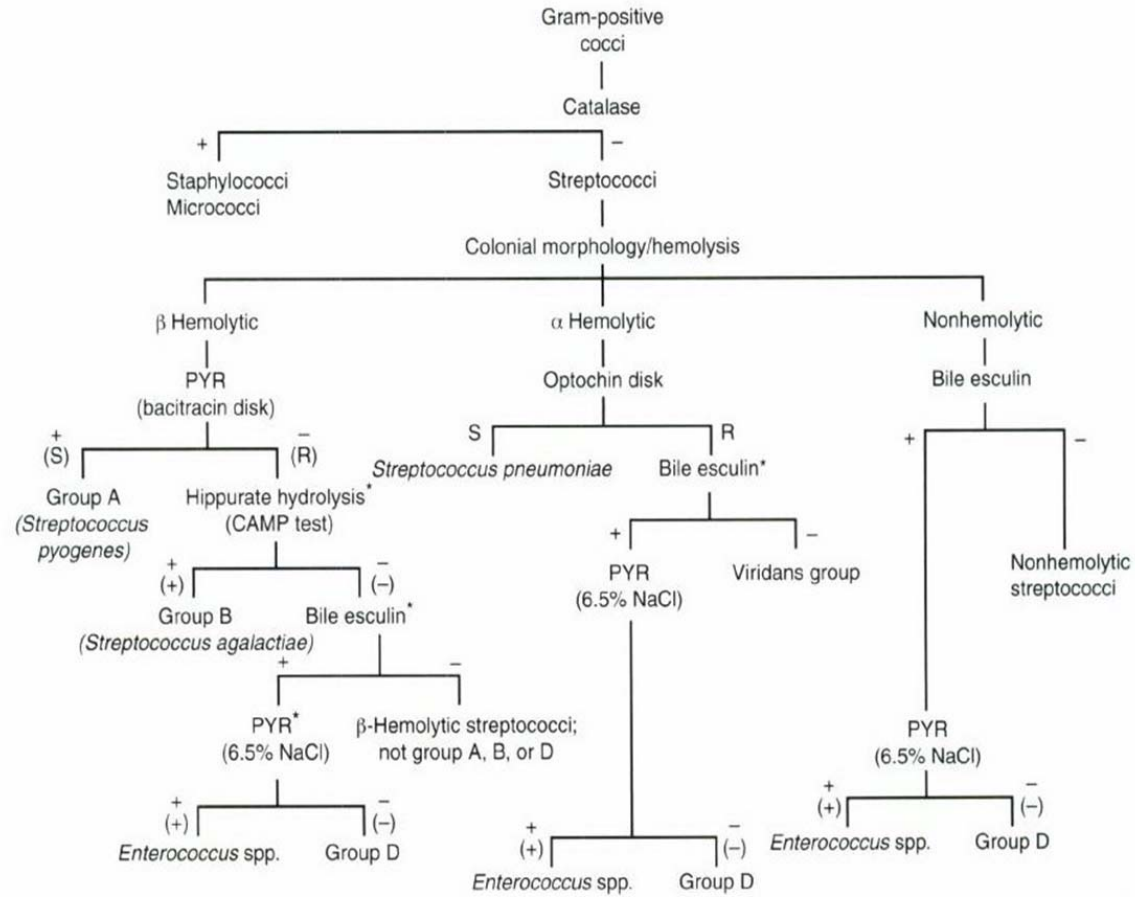 Gram-positive
cocci
Catalase
+ −
Staphylococci
Micrococci
Streptococci
Colonial morphology/hemolysis
β Hemolytic
α Hemolytic
Nonhemolytic
PYR
(bacitracin disk)
Optochin disk
Bile esculin
+
(S)
−
(R)
S R
+ −
Group A
(Streptococcus
pyogenes)
Hippurate hydrolysis*
(CAMP test)
Streptococcus pneumoniae
Bile esculin*
+ −
PYR
(6.5% NaCl)
Viridans group
Nonhemolytic
streptococci
+
(+)
−
(−)
Group B
(Streptococcus agalactiae)
Bile esculin*
+ −
PYR*
(6.5% NaCl)
β-Hemolytic streptococci;
not group A, B, or D
PYR
(6.5% NaCl)
+
(+)
−
(−)
Enterococcus spp.
Group D
+
(+)
−
(−)
Enterococcus spp.
Group D
+
(+)
−
(−)
Enterococcus spp.
Group D